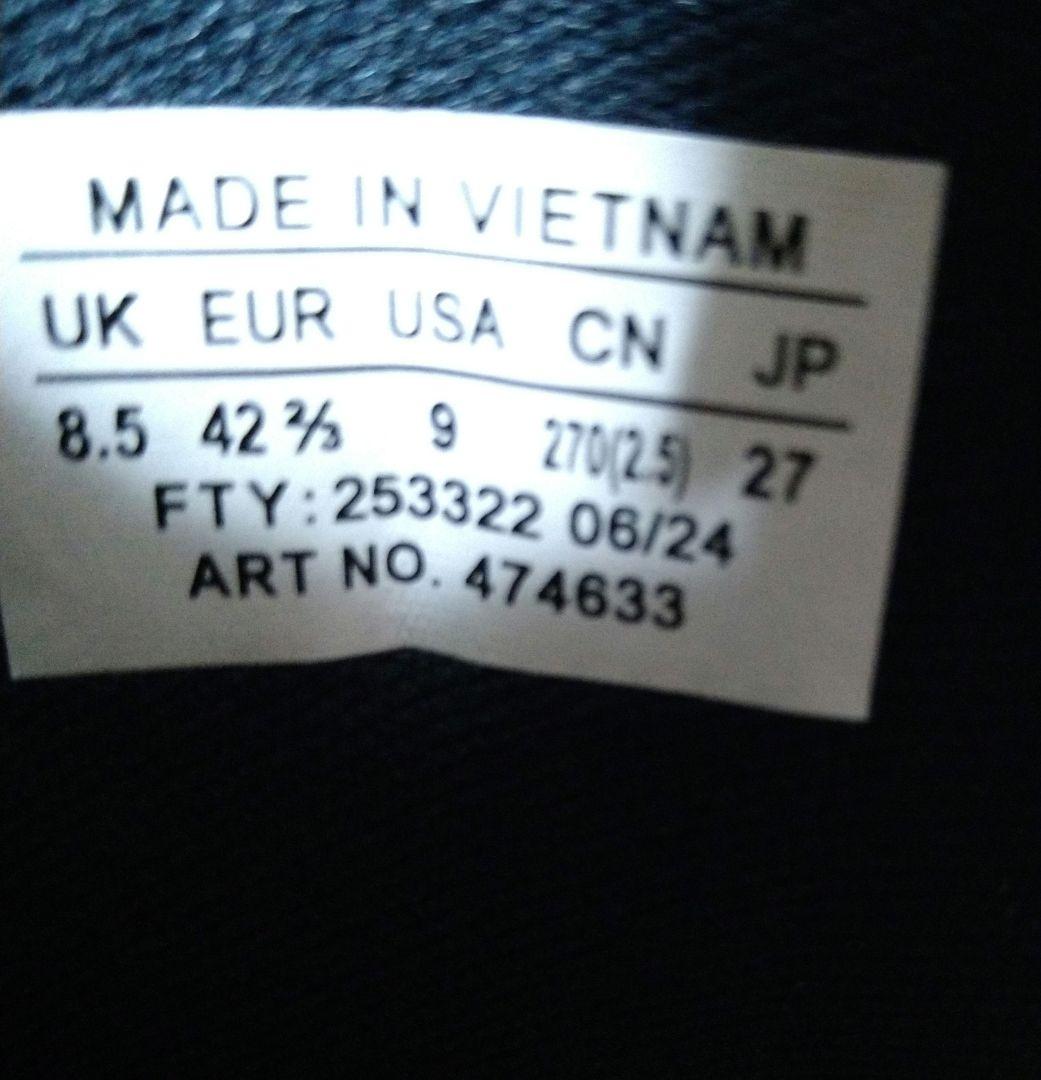 MADE IN VIETNAM
UK EUR USA CN JP
8.5 42 ⅔ 9 270(2.5) 27
FTY: 253322 06/24
ART NO. 474633